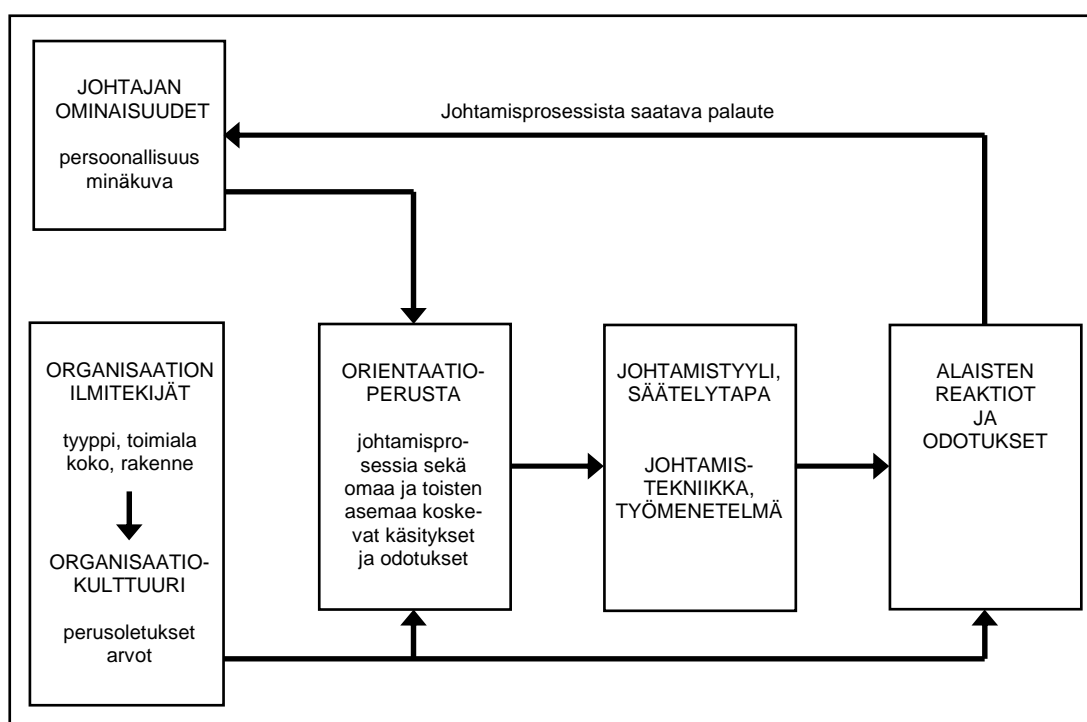 JOHTAJAN
OMINAISUUDET
persoonallisuus
minäkuva
Johtamisprosessista saatava palaute
ORGANISAATION
ILMITEKIJÄT
tyyppi, toimiala
koko, rakenne
ORGANISAATIO-
KULTTUURI
perusoletukset
arvot
ORIENTAATIO-
PERUSTA
johtamispro-
sessia sekä
omaa ja toisten
asemaa koske-
vat käsitykset
ja odotukset
JOHTAMISTYYLI,
SÄÄTELYTAPA
JOHTAMIS-
TEKNIIKKA,
TYÖMENETELMÄ
ALAISTEN
REAKTIOT
JA
ODOTUKSET